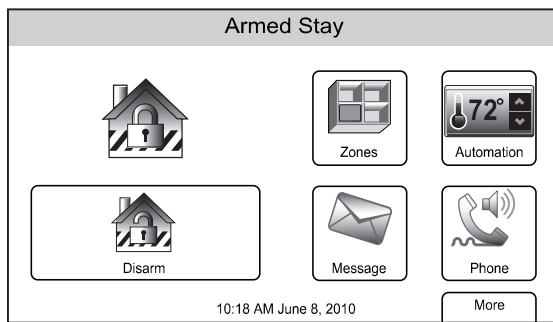 Armed Stay
72°
Zones
Automation
Disarm
Message
Phone
10:18 AM June 8, 2010
More